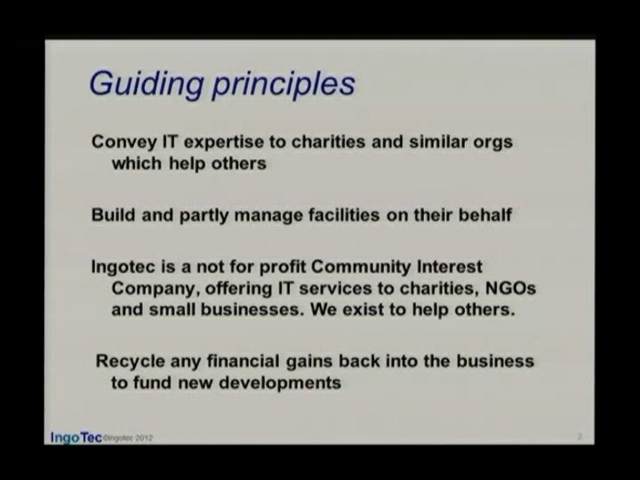 Guiding principles
Convey IT expertise to charities and similar orgs
which help others
Build and partly manage facilities on their behalf
Ingotec is a not for profit Community Interest
Company, offering IT services to charities, NGOs
and small businesses. We exist to help others.
Recycle any financial gains back into the business
to fund new developments
IngoTec ©Ingotec 2012